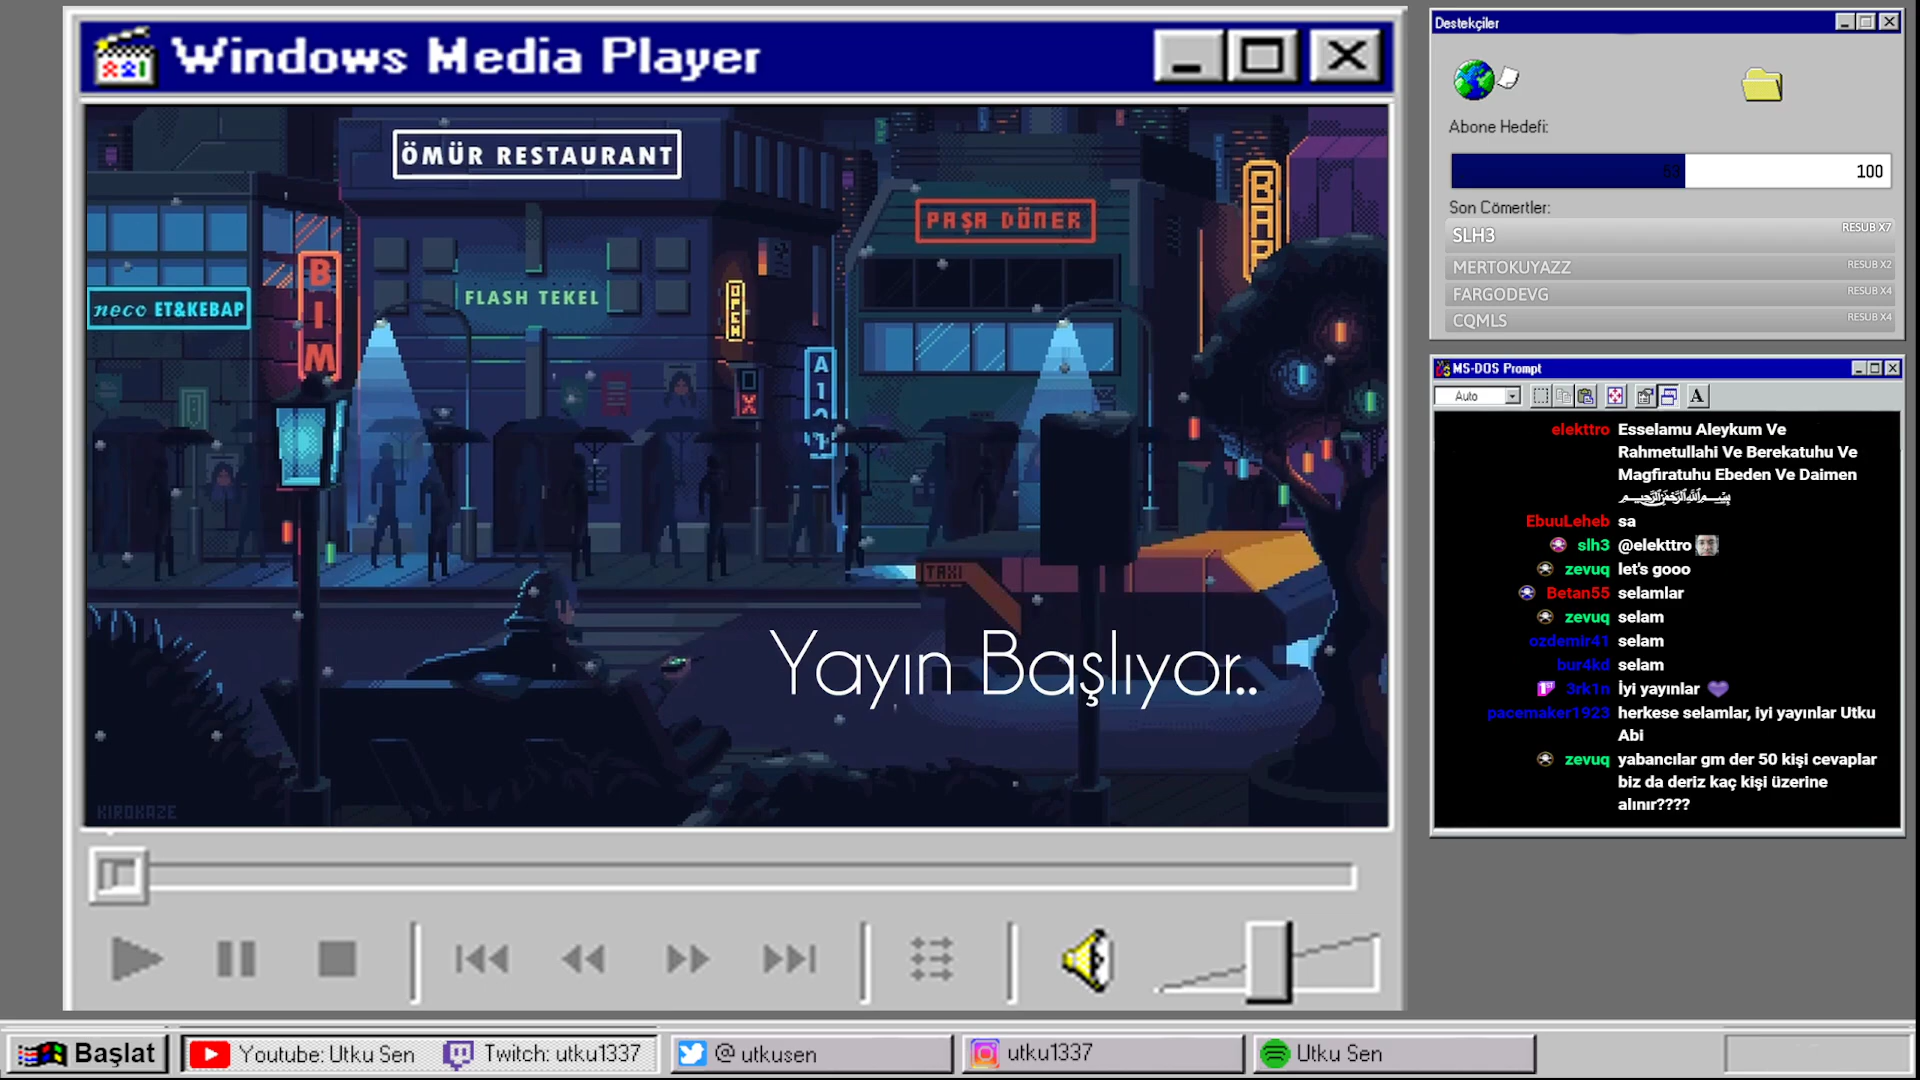 Windows Media Player
ÖMÜR RESTAURANT
PAŞA DÖNER
BAR
BIM
neco ET&KEBAP
FLASH TEKEL
OPEN
TAXI
Yayın Başlıyor..
KIROKAZE
Destekçiler
Abone Hedefi:
53
100
Son Cömertler:
SLH3 RESUB X7
MERTOKUYAZZ RESUB X2
FARGODEVG RESUB X4
CQMLS RESUB X4
MS-DOS Prompt
Auto
A
elekttro Esselamu Aleykum Ve
Rahmetullahi Ve Berekatuhu Ve
Magfiratuhu Ebeden Ve Daimen
﷽
EbuuLeheb sa
slh3 @elekttro
zevuq let's gooo
Betan55 selamlar
zevuq selam
ozdemir41 selam
bur4kd selam
3rk1n İyi yayınlar
pacemaker1923 herkese selamlar, iyi yayınlar Utku
Abi
zevuq yabancılar gm der 50 kişi cevaplar
biz da deriz kaç kişi üzerine
alınır????
Başlat
Youtube: Utku Sen
Twitch: utku1337
@utkusen
utku1337
Utku Sen